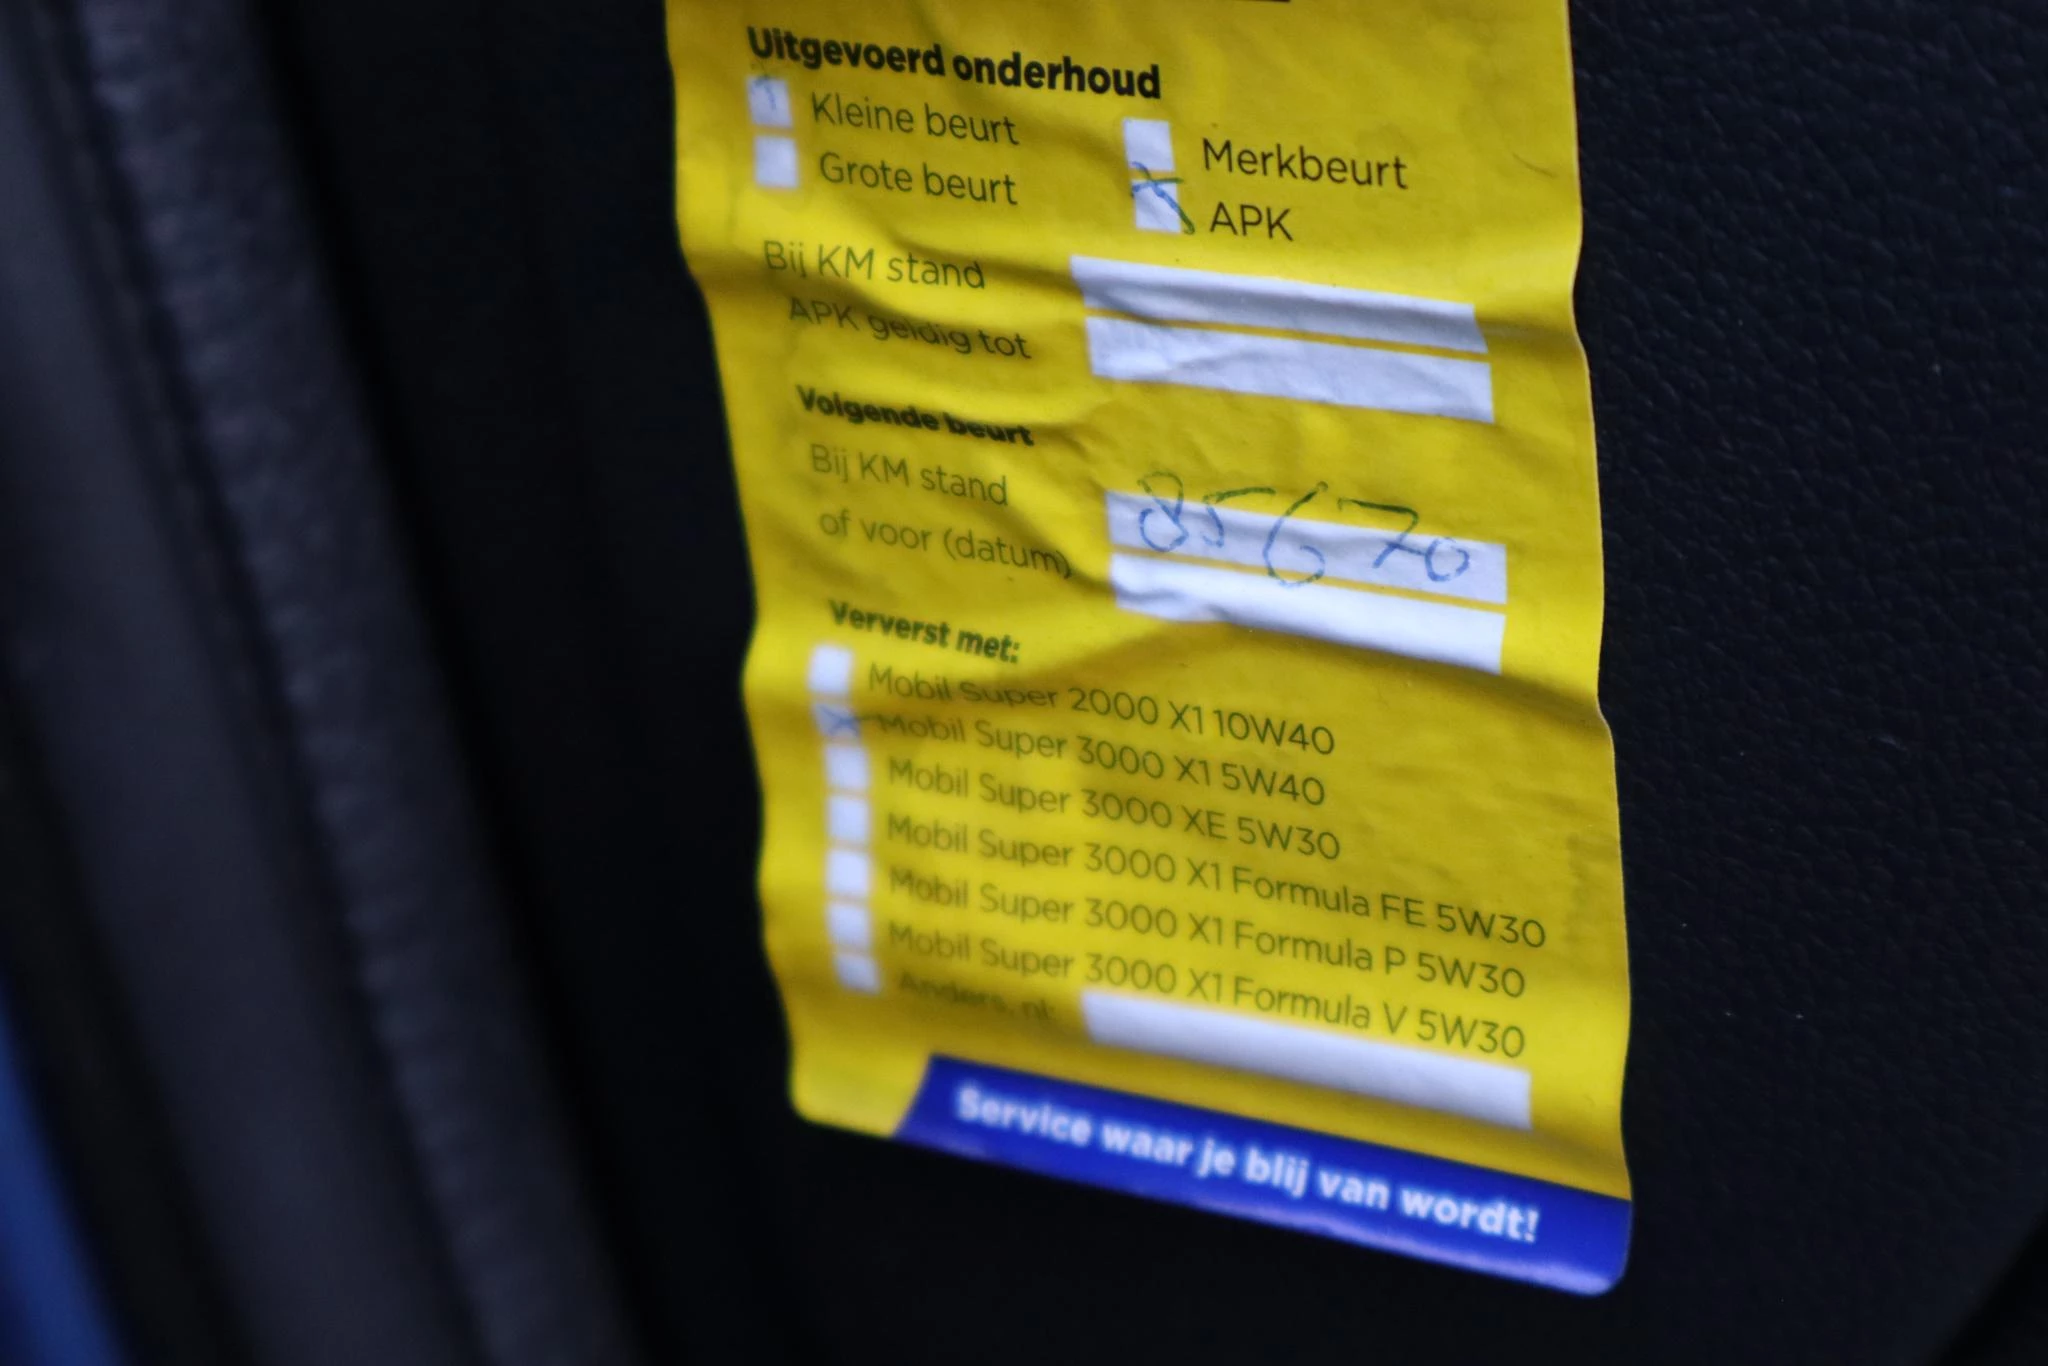 Uitgevoerd onderhoud
Kleine beurt
Merkbeurt
Grote beurt
APK
Bij KM stand
APK geldig tot
Volgende beurt
Bij KM stand 85670
of voor (datum)
Ververst met:
Mobil Super 2000 X1 10W40
Mobil Super 3000 X1 5W40
Mobil Super 3000 XE 5W30
Mobil Super 3000 X1 Formula FE 5W30
Mobil Super 3000 X1 Formula P 5W30
Mobil Super 3000 X1 Formula V 5W30
Anders, nl:
Service waar je blij van wordt!